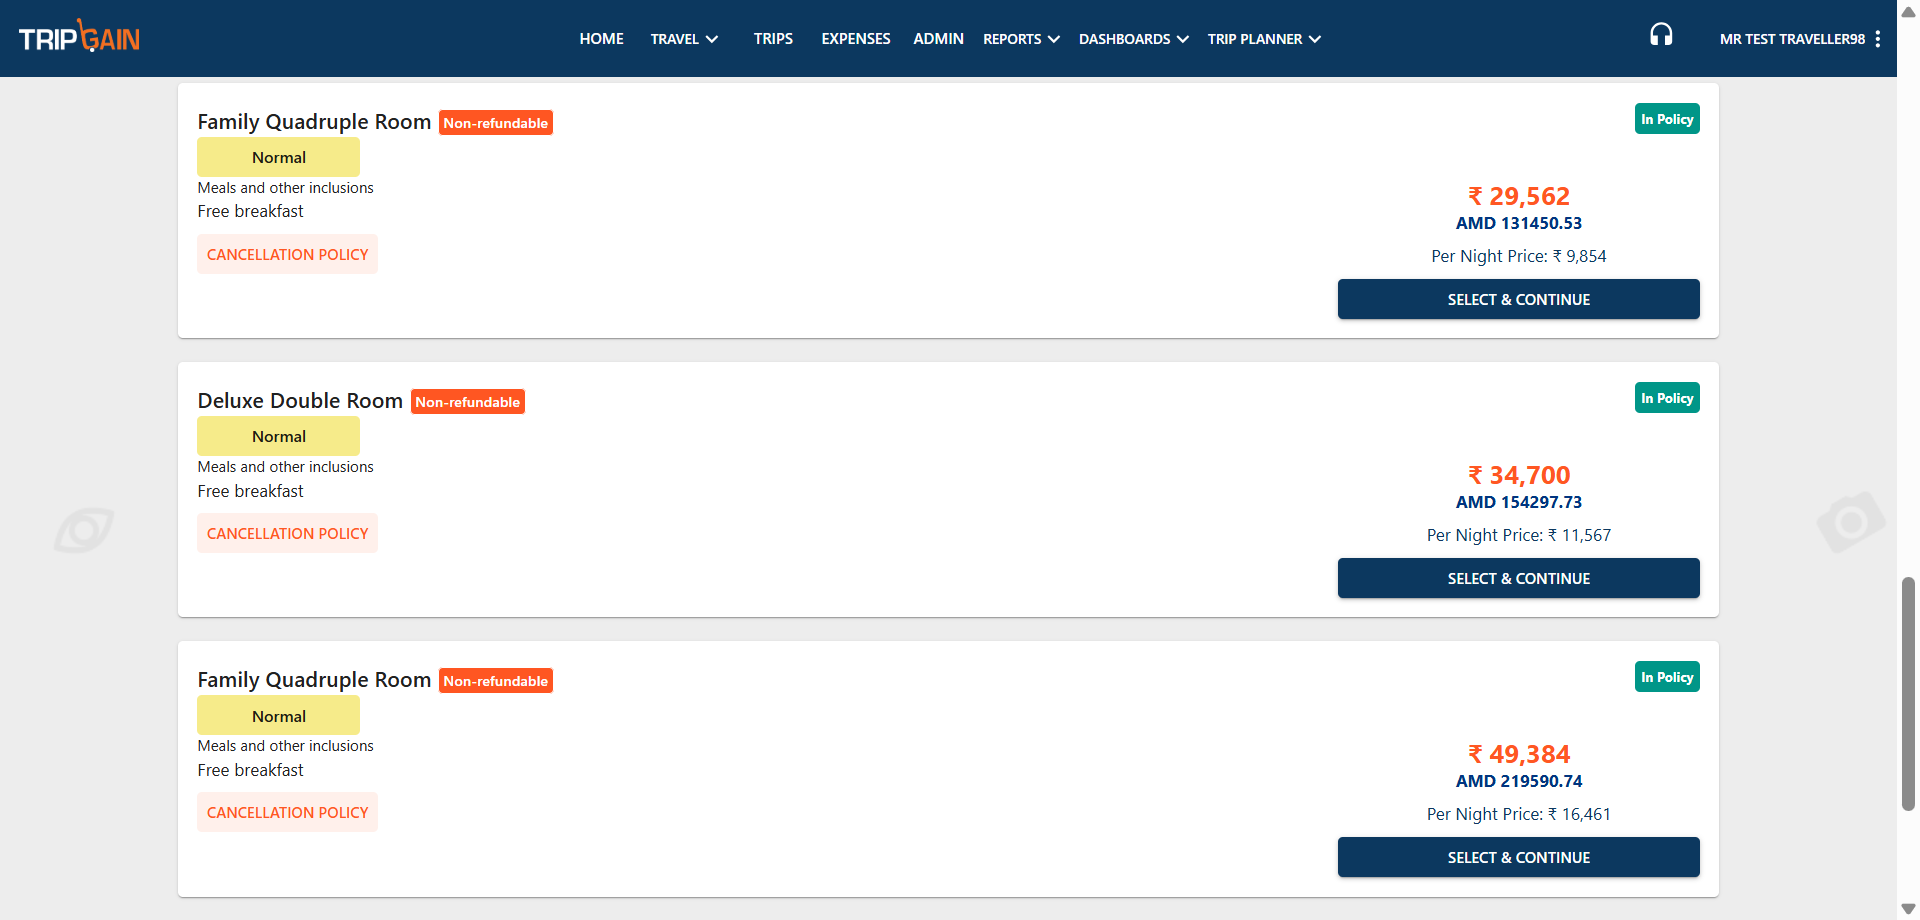 TRIPGAIN
HOME TRAVEL TRIPS EXPENSES ADMIN REPORTS DASHBOARDS TRIP PLANNER MR TEST TRAVELLER98
Family Quadruple Room Non-refundable
In Policy
Normal
Meals and other inclusions
Free breakfast
CANCELLATION POLICY
₹ 29,562
AMD 131450.53
Per Night Price: ₹ 9,854
SELECT & CONTINUE
Deluxe Double Room Non-refundable
In Policy
Normal
Meals and other inclusions
Free breakfast
CANCELLATION POLICY
₹ 34,700
AMD 154297.73
Per Night Price: ₹ 11,567
SELECT & CONTINUE
Family Quadruple Room Non-refundable
In Policy
Normal
Meals and other inclusions
Free breakfast
CANCELLATION POLICY
₹ 49,384
AMD 219590.74
Per Night Price: ₹ 16,461
SELECT & CONTINUE